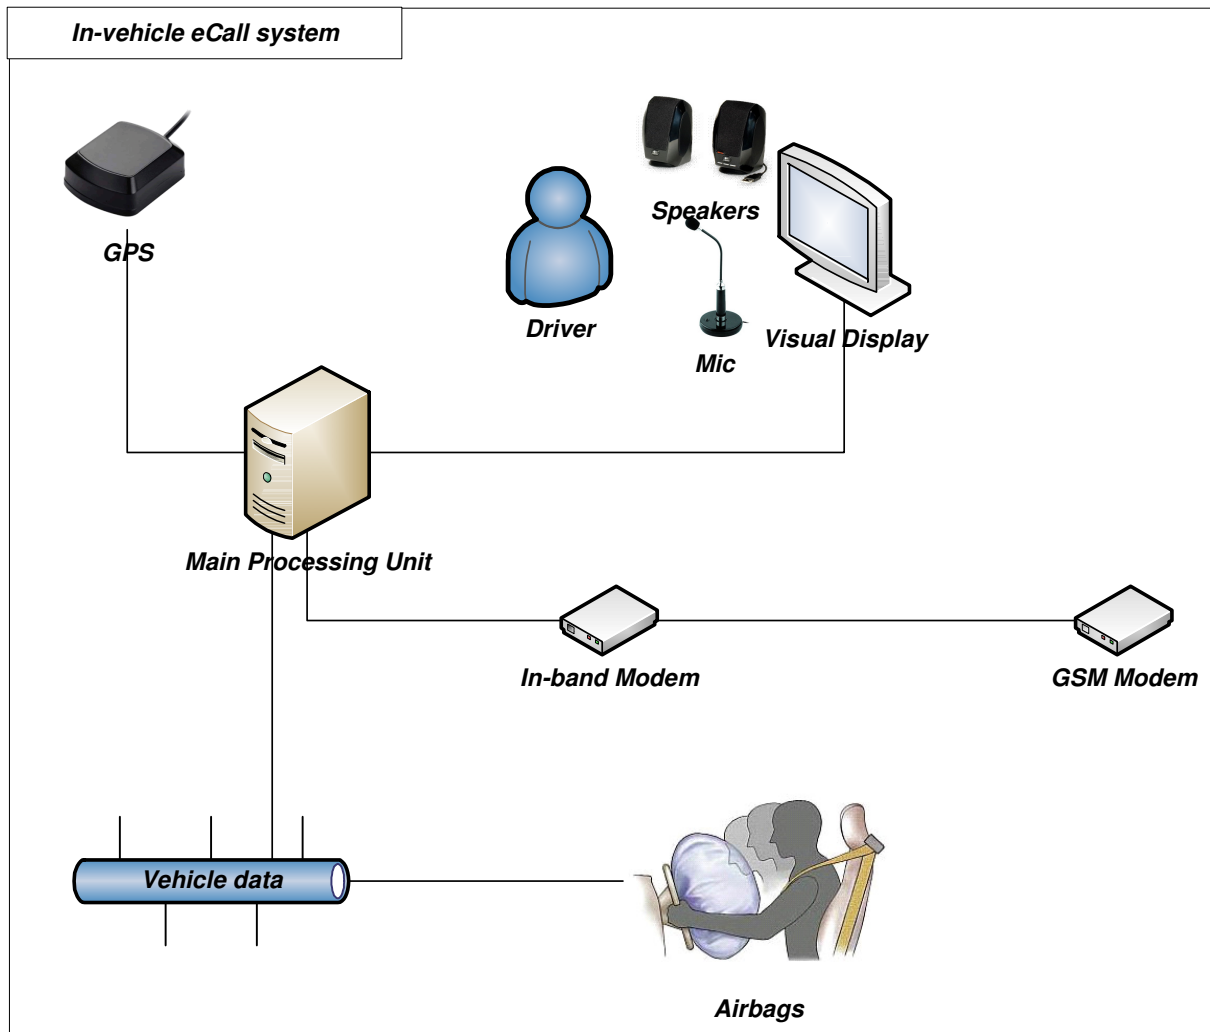 In-vehicle eCall system
GPS
Speakers
Driver
Mic
Visual Display
Main Processing Unit
In-band Modem
GSM Modem
Vehicle data
Airbags